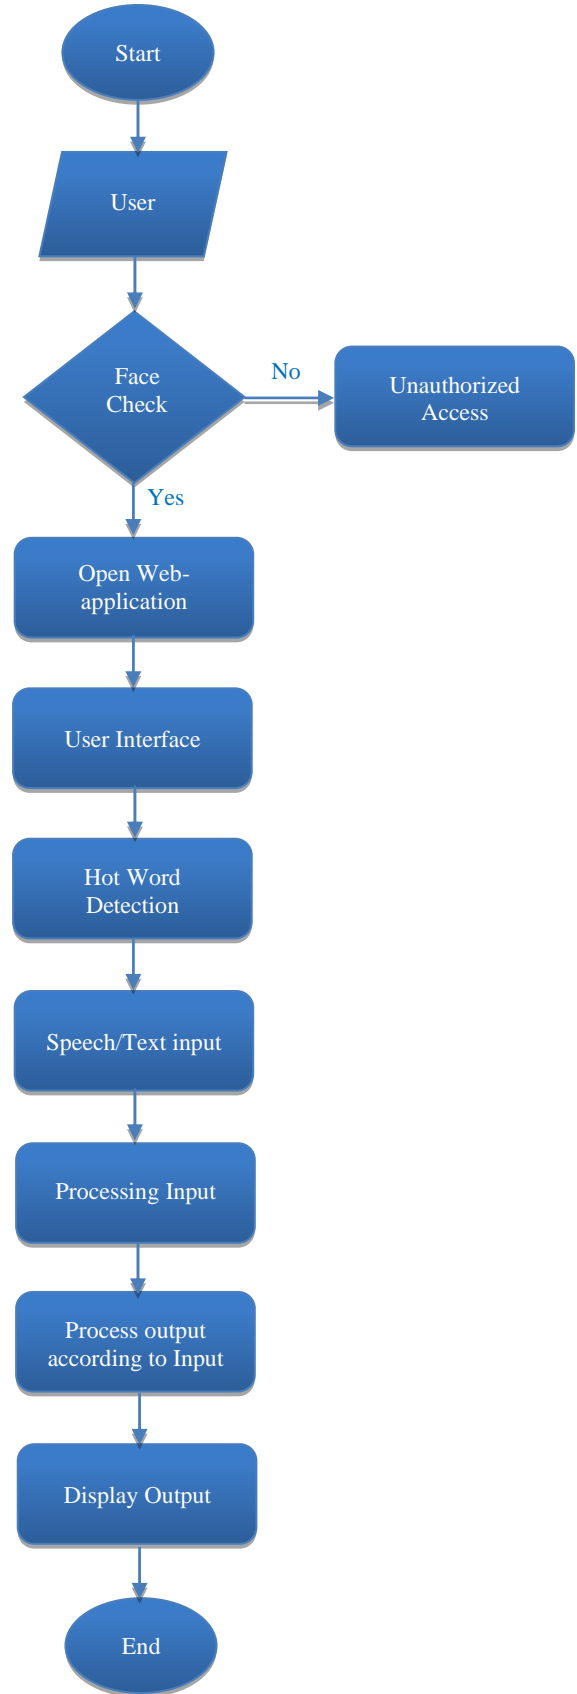 Start
User
Face
Check
No
Unauthorized
Access
Yes
Open Web-
application
User Interface
Hot Word
Detection
Speech/Text input
Processing Input
Process output
according to Input
Display Output
End